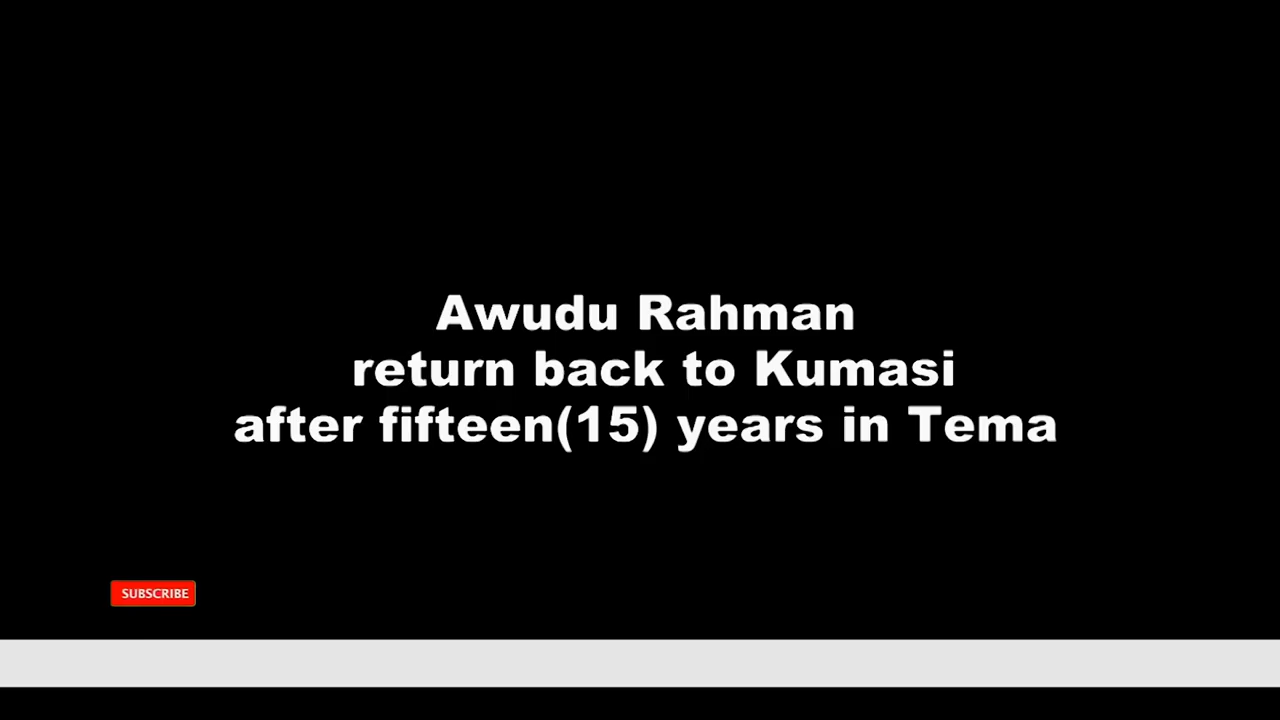 Awudu Rahman
return back to Kumasi
after fifteen(15) years in Tema
SUBSCRIBE